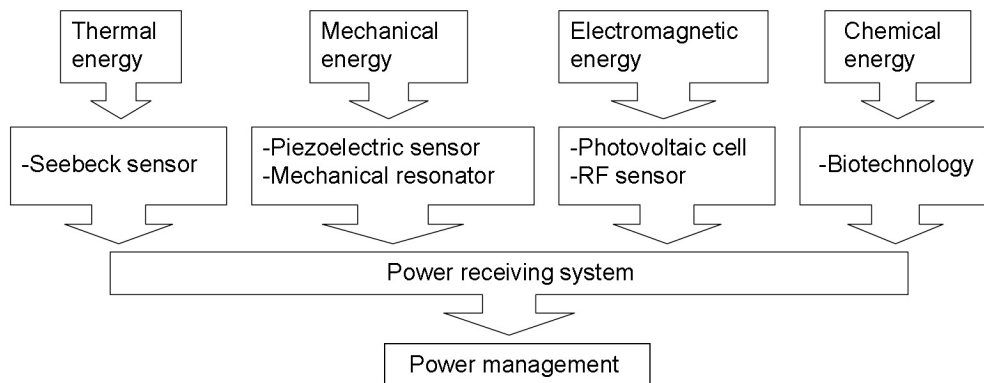 Thermal
energy
Mechanical
energy
Electromagnetic
energy
Chemical
energy
-Seebeck sensor
-Piezoelectric sensor
-Mechanical resonator
-Photovoltaic cell
-RF sensor
-Biotechnology
Power receiving system
Power management